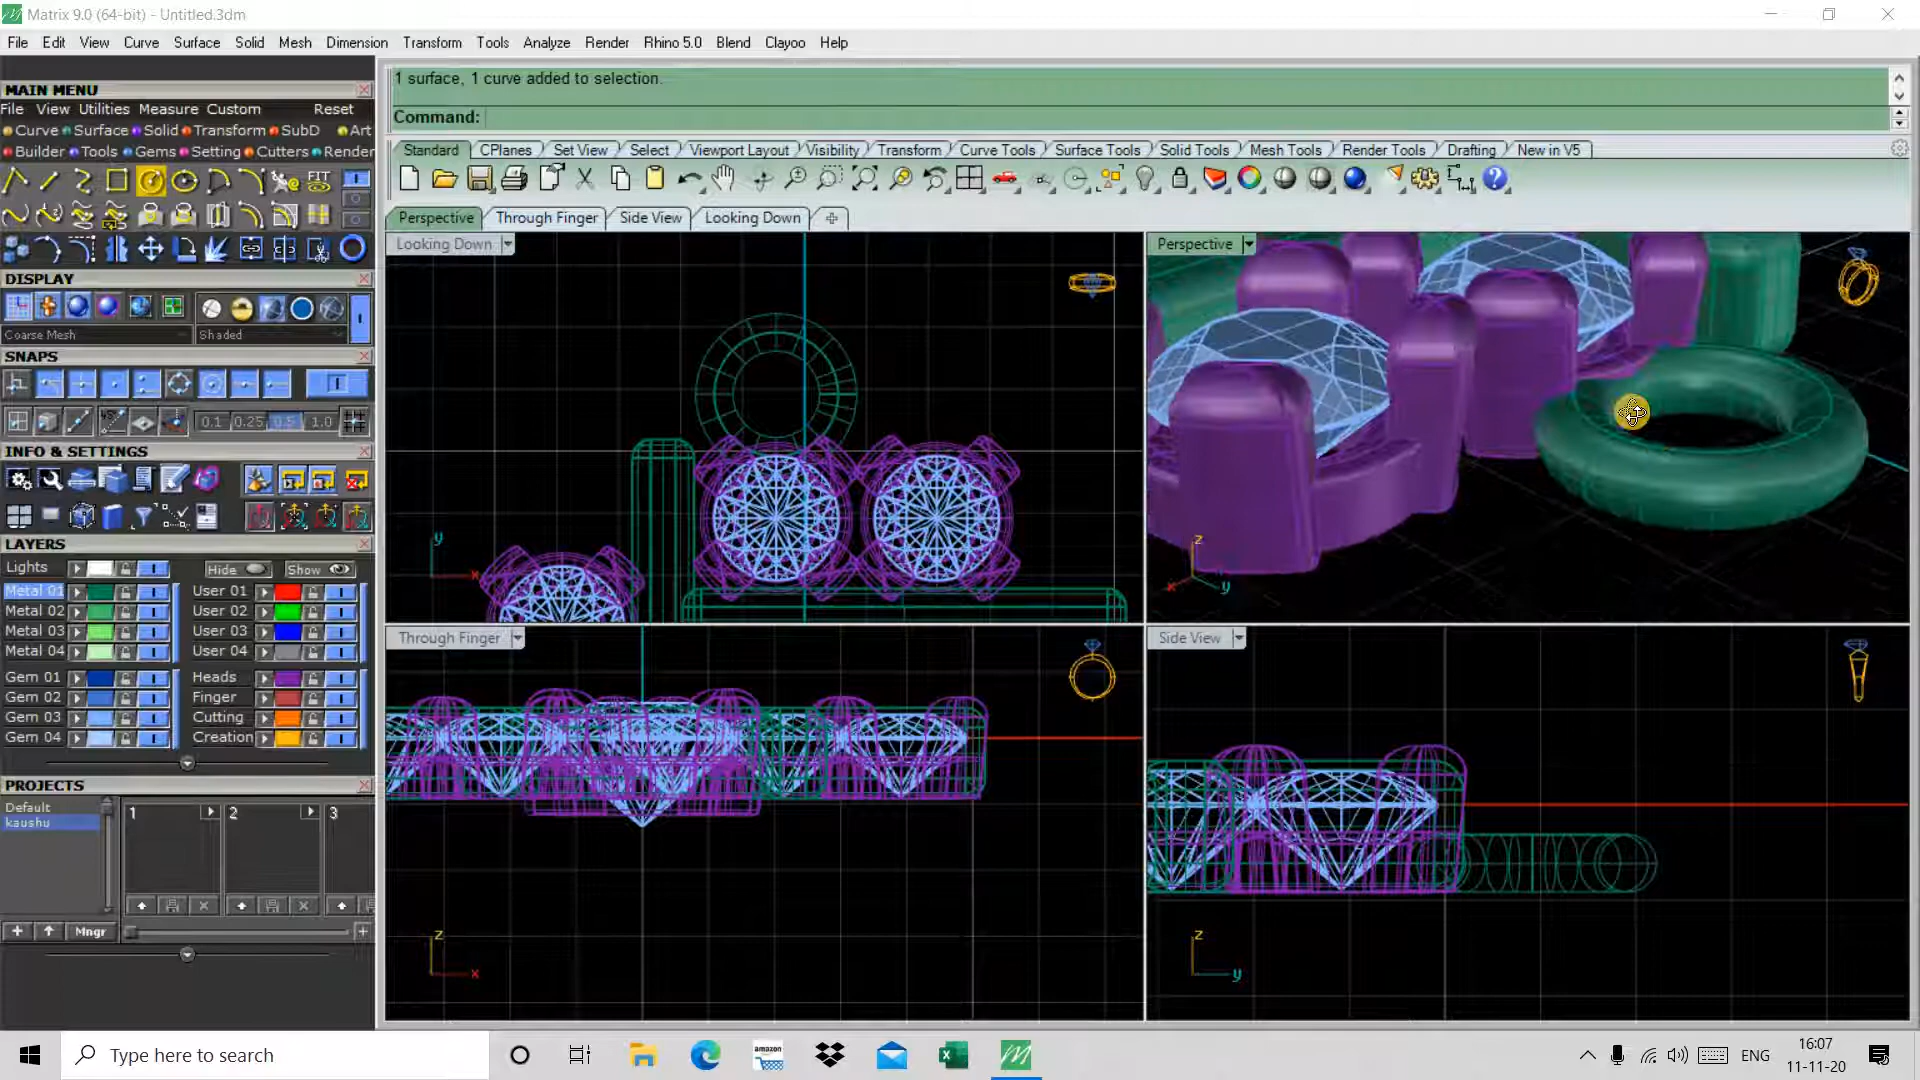 Matrix 9.0 (64-bit) - Untitled.3dm
File Edit View Curve Surface Solid Mesh Dimension Transform Tools Analyze Render Rhino 5.0 Blend Clayoo Help
MAIN MENU
File View Utilities Measure Custom Reset
Curve Surface Solid Transform SubD Art
Builder Tools Gems Setting Cutters Render
FIT
1 surface, 1 curve added to selection.
Command:
Standard CPlanes Set View Select Viewport Layout Visibility Transform Curve Tools Surface Tools Solid Tools Mesh Tools Render Tools Drafting New in V5
Perspective Through Finger Side View Looking Down
DISPLAY
Coarse Mesh Shaded
SNAPS
0.1 0.25 0.5 1.0
INFO & SETTINGS
LAYERS
Lights Hide Show
Metal 01 User 01
Metal 02 User 02
Metal 03 User 03
Metal 04 User 04
Gem 01 Heads
Gem 02 Finger
Gem 03 Cutting
Gem 04 Creation
PROJECTS
Default
kaushu
1 2 3
Mngr
Looking Down
y
x
Perspective
z
x y
Through Finger
z
x
Side View
z
y
Type here to search
amazon
ENG
16:07
11-11-20